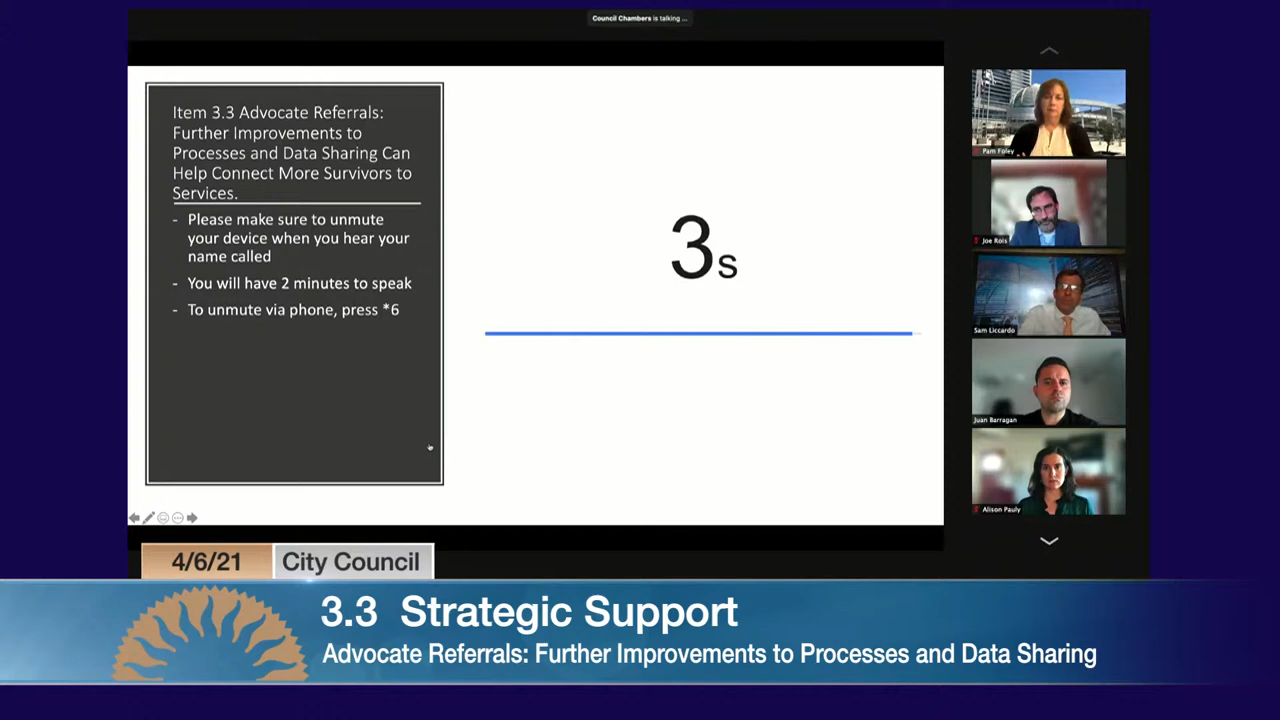 Council Chambers is talking ...
Item 3.3 Advocate Referrals:
Further Improvements to
Processes and Data Sharing Can
Help Connect More Survivors to
Services.
- Please make sure to unmute
your device when you hear your
name called
- You will have 2 minutes to speak
- To unmute via phone, press *6
3s
Pam Foley
Joe Rois
Sam Liccardo
Juan Barragan
Alison Pauly
4/6/21 City Council
3.3 Strategic Support
Advocate Referrals: Further Improvements to Processes and Data Sharing